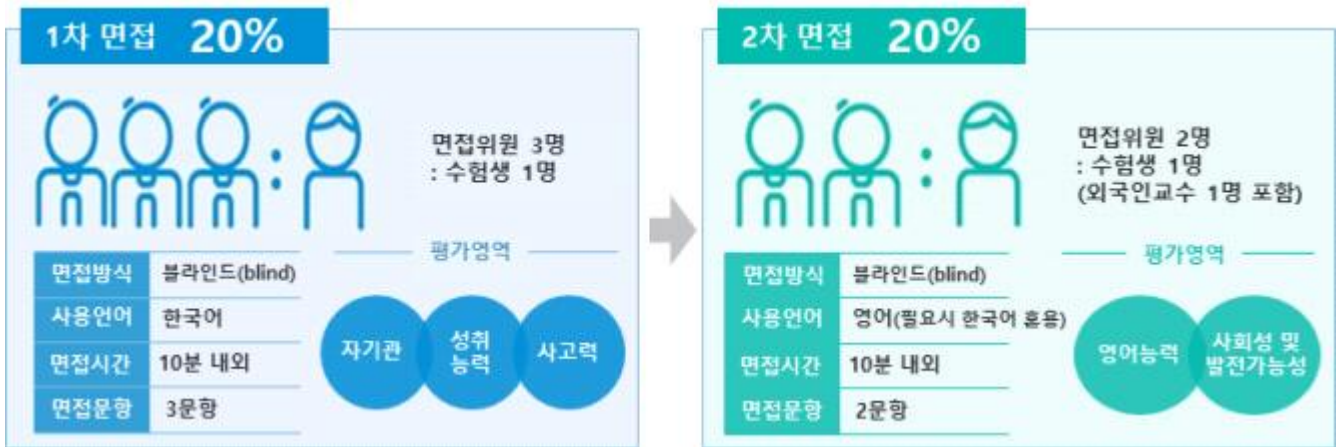 1차 면접 20%
면접위원 3명
: 수험생 1명
평가영역
면접방식 블라인드(blind)
사용언어 한국어
면접시간 10분 내외
면접문항 3문항
자기관
성취
능력
사고력
2차 면접 20%
면접위원 2명
: 수험생 1명
(외국인교수 1명 포함)
평가영역
면접방식 블라인드(blind)
사용언어 영어(필요시 한국어 혼용)
면접시간 10분 내외
면접문항 2문항
영어능력
사회성 및
발전가능성